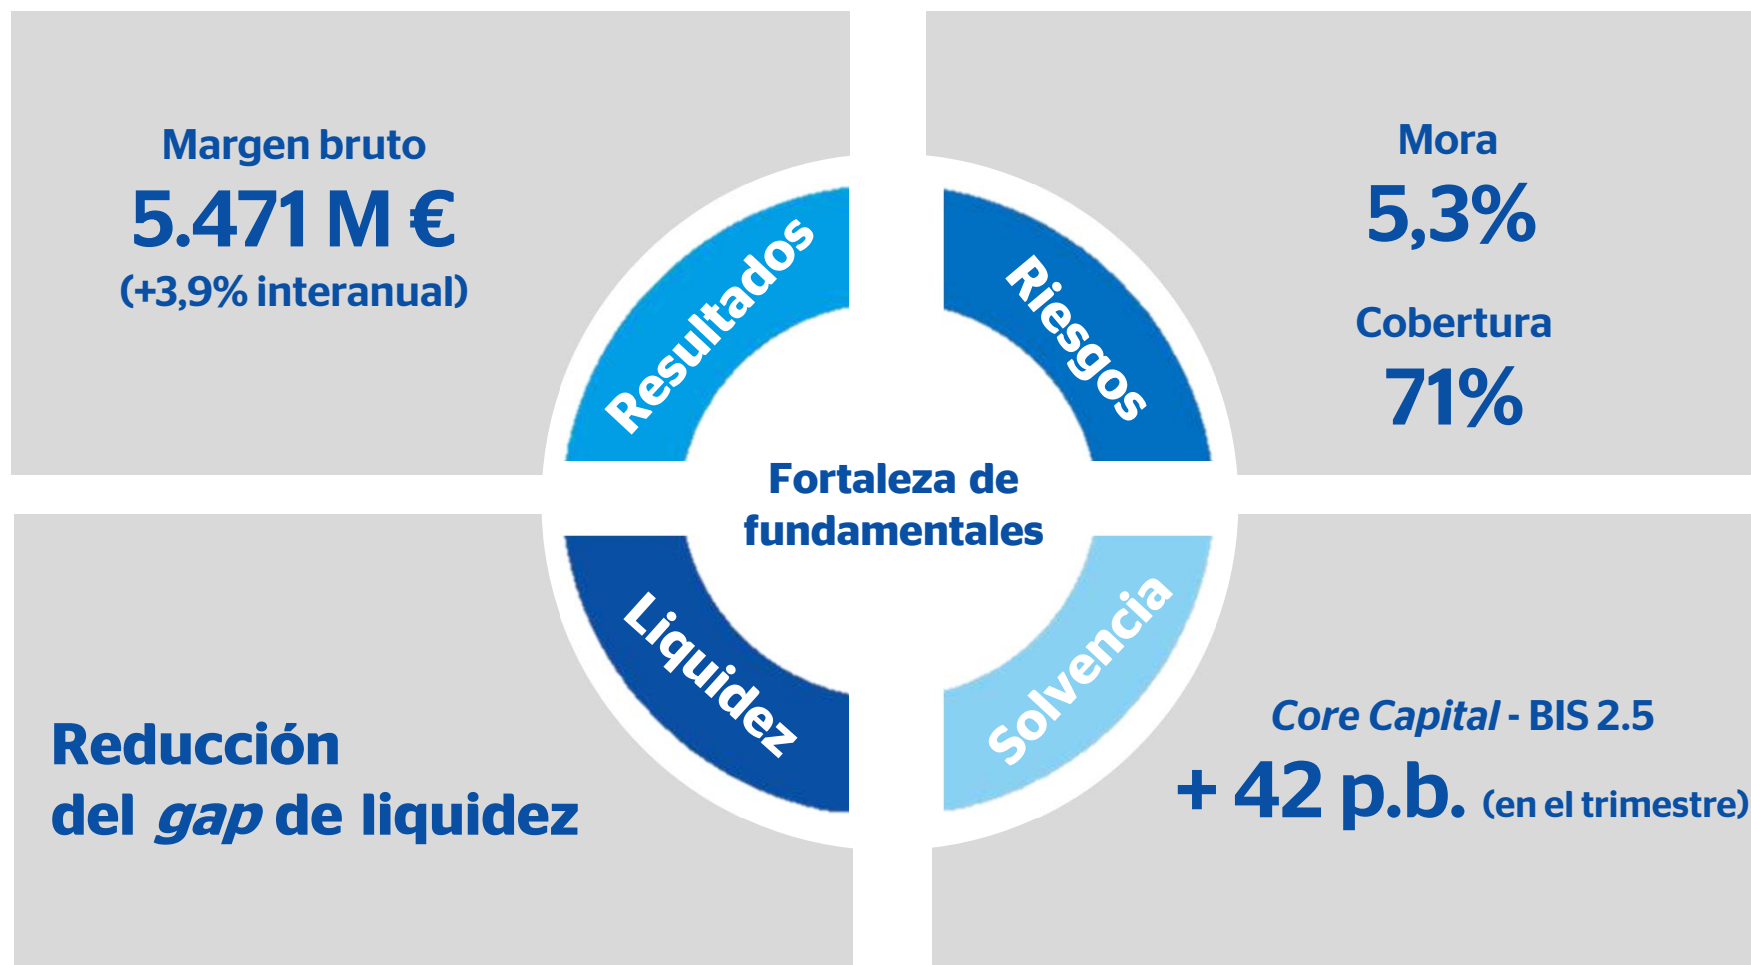 Margen bruto
5.471 M €
(+3,9% interanual)
Resultados
Mora
5,3%
Cobertura
71%
Riesgos
Fortaleza de
fundamentales
Reducción
del gap de liquidez
Liquidez
Solvencia
Core Capital - BIS 2.5
+ 42 p.b. (en el trimestre)